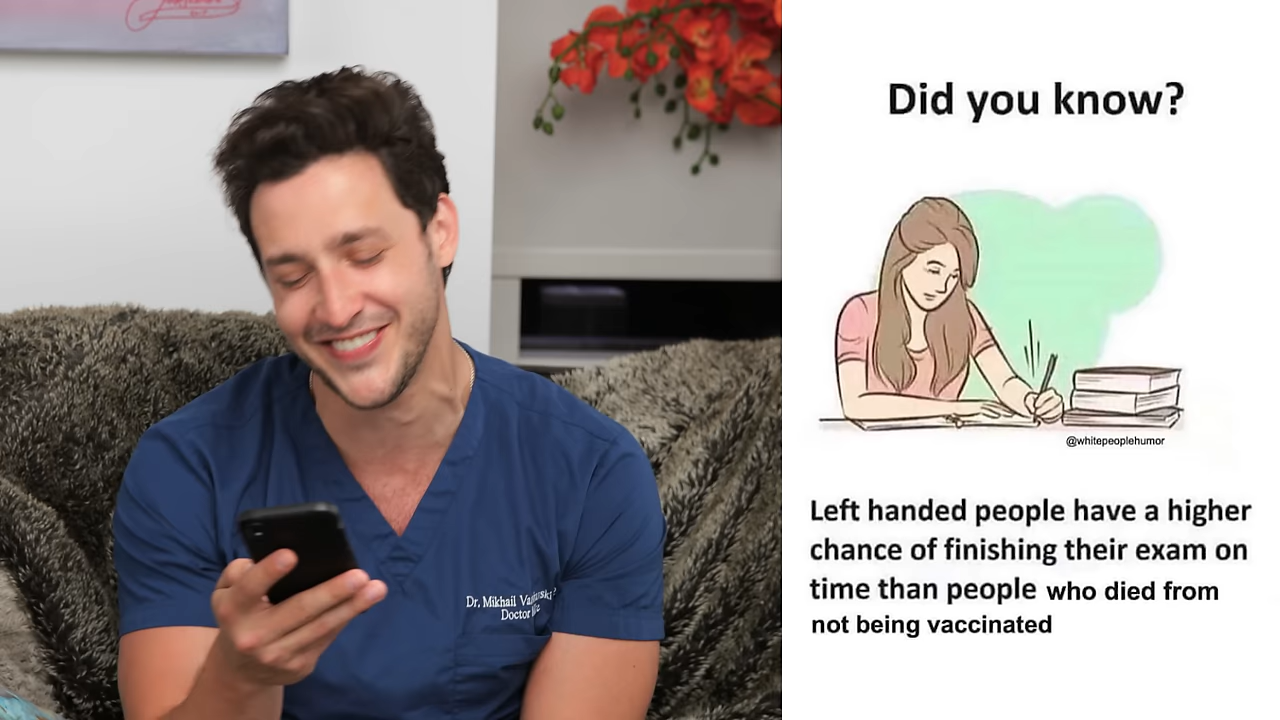 Dr. Mikhail
Doctor
Did you know?
@whitepeoplehumor
Left handed people have a higher
chance of finishing their exam on
time than people who died from
not being vaccinated